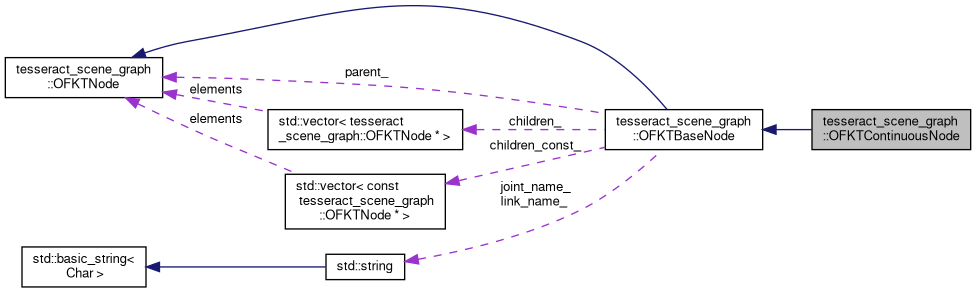 tesseract_scene_graph
::OFKTNode
parent_
elements
elements
std::vector< tesseract
_scene_graph::OFKTNode * >
children_
children_const_
std::vector< const
tesseract_scene_graph
::OFKTNode * >
joint_name_
link_name_
tesseract_scene_graph
::OFKTBaseNode
tesseract_scene_graph
::OFKTContinuousNode
std::basic_string<
Char >
std::string